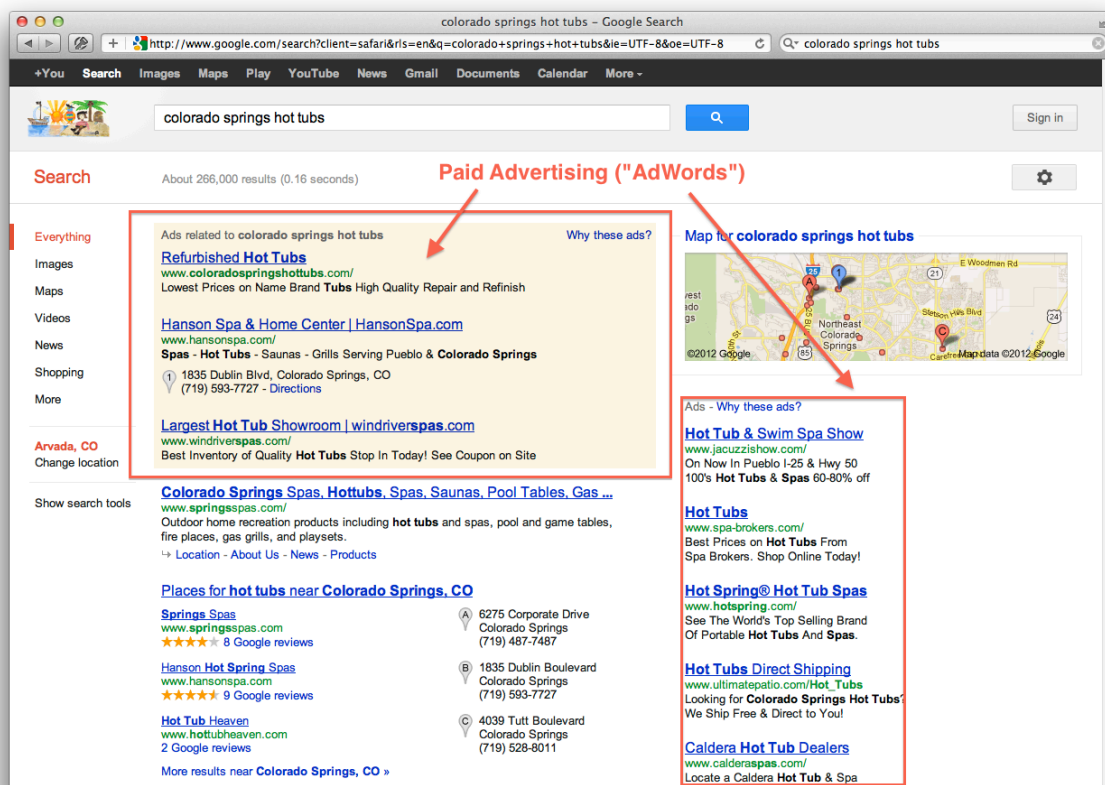 colorado springs hot tubs – Google Search
http://www.google.com/search?client=safari&rls=en&q=colorado+springs+hot+tubs&ie=UTF-8&oe=UTF-8
colorado springs hot tubs
+You Search Images Maps Play YouTube News Gmail Documents Calendar More
colorado springs hot tubs
Sign in
Search
About 266,000 results (0.16 seconds)
Paid Advertising ("AdWords")
Everything
Images
Maps
Videos
News
Shopping
More
Arvada, CO
Change location
Show search tools
Ads related to colorado springs hot tubs
Why these ads?
Refurbished Hot Tubs
www.coloradospringshottubs.com/
Lowest Prices on Name Brand Tubs High Quality Repair and Refinish
Hanson Spa & Home Center | HansonSpa.com
www.hansonspa.com/
Spas - Hot Tubs - Saunas - Grills Serving Pueblo & Colorado Springs
1
1835 Dublin Blvd, Colorado Springs, CO
(719) 593-7727 - Directions
Largest Hot Tub Showroom | windriverspas.com
www.windriverspas.com/
Best Inventory of Quality Hot Tubs Stop In Today! See Coupon on Site
Colorado Springs Spas, Hottubs, Spas, Saunas, Pool Tables, Gas ...
www.springsspas.com/
Outdoor home recreation products including hot tubs and spas, pool and game tables,
fire places, gas grills, and playsets.
Location - About Us - News - Products
Places for hot tubs near Colorado Springs, CO
Springs Spas
www.springsspas.com
8 Google reviews
A
6275 Corporate Drive
Colorado Springs
(719) 487-7487
Hanson Hot Spring Spas
www.hansonspa.com
9 Google reviews
B
1835 Dublin Boulevard
Colorado Springs
(719) 593-7727
Hot Tub Heaven
www.hottubheaven.com
2 Google reviews
C
4039 Tutt Boulevard
Colorado Springs
(719) 528-8011
More results near Colorado Springs, CO »
Map for colorado springs hot tubs
25
A
1
21
E Woodmen Rd
Stetson Hills Blvd
24
Northeast
Colorado
Springs
C
85
©2012 Google
Map data ©2012 Google
Ads - Why these ads?
Hot Tub & Swim Spa Show
www.jacuzzishow.com/
On Now In Pueblo I-25 & Hwy 50
100's Hot Tubs & Spas 60-80% off
Hot Tubs
www.spa-brokers.com/
Best Prices on Hot Tubs From
Spa Brokers. Shop Online Today!
Hot Spring® Hot Tub Spas
www.hotspring.com/
See The World's Top Selling Brand
Of Portable Hot Tubs And Spas.
Hot Tubs Direct Shipping
www.ultimatepatio.com/Hot_Tubs
Looking for Colorado Springs Hot Tubs?
We Ship Free & Direct to You!
Caldera Hot Tub Dealers
www.calderaspas.com/
Locate a Caldera Hot Tub & Spa